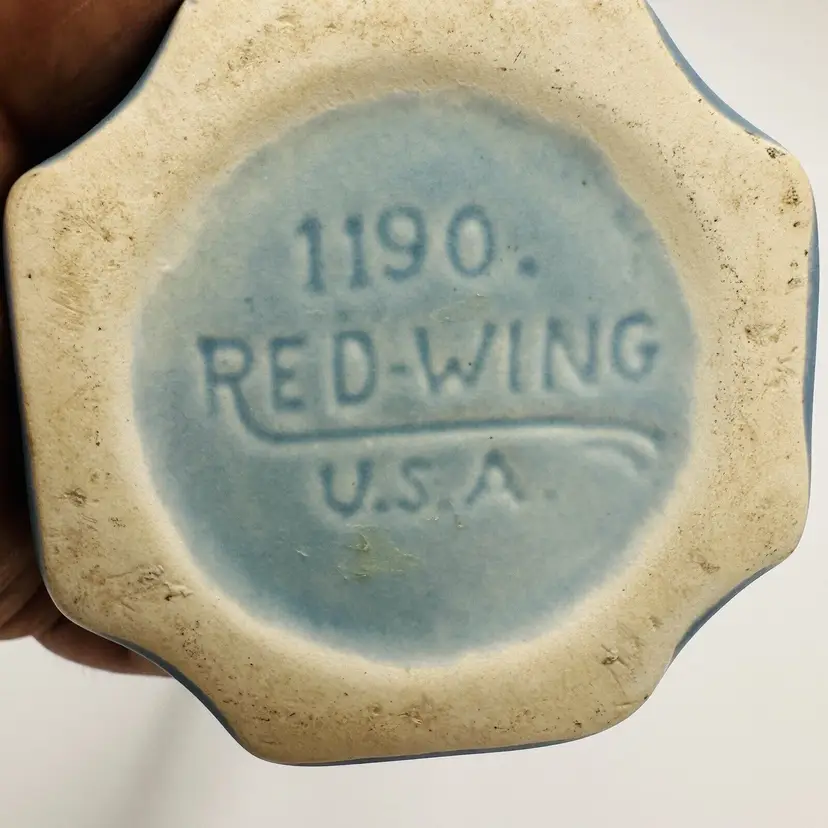 1190.
RED-WING
U.S.A.